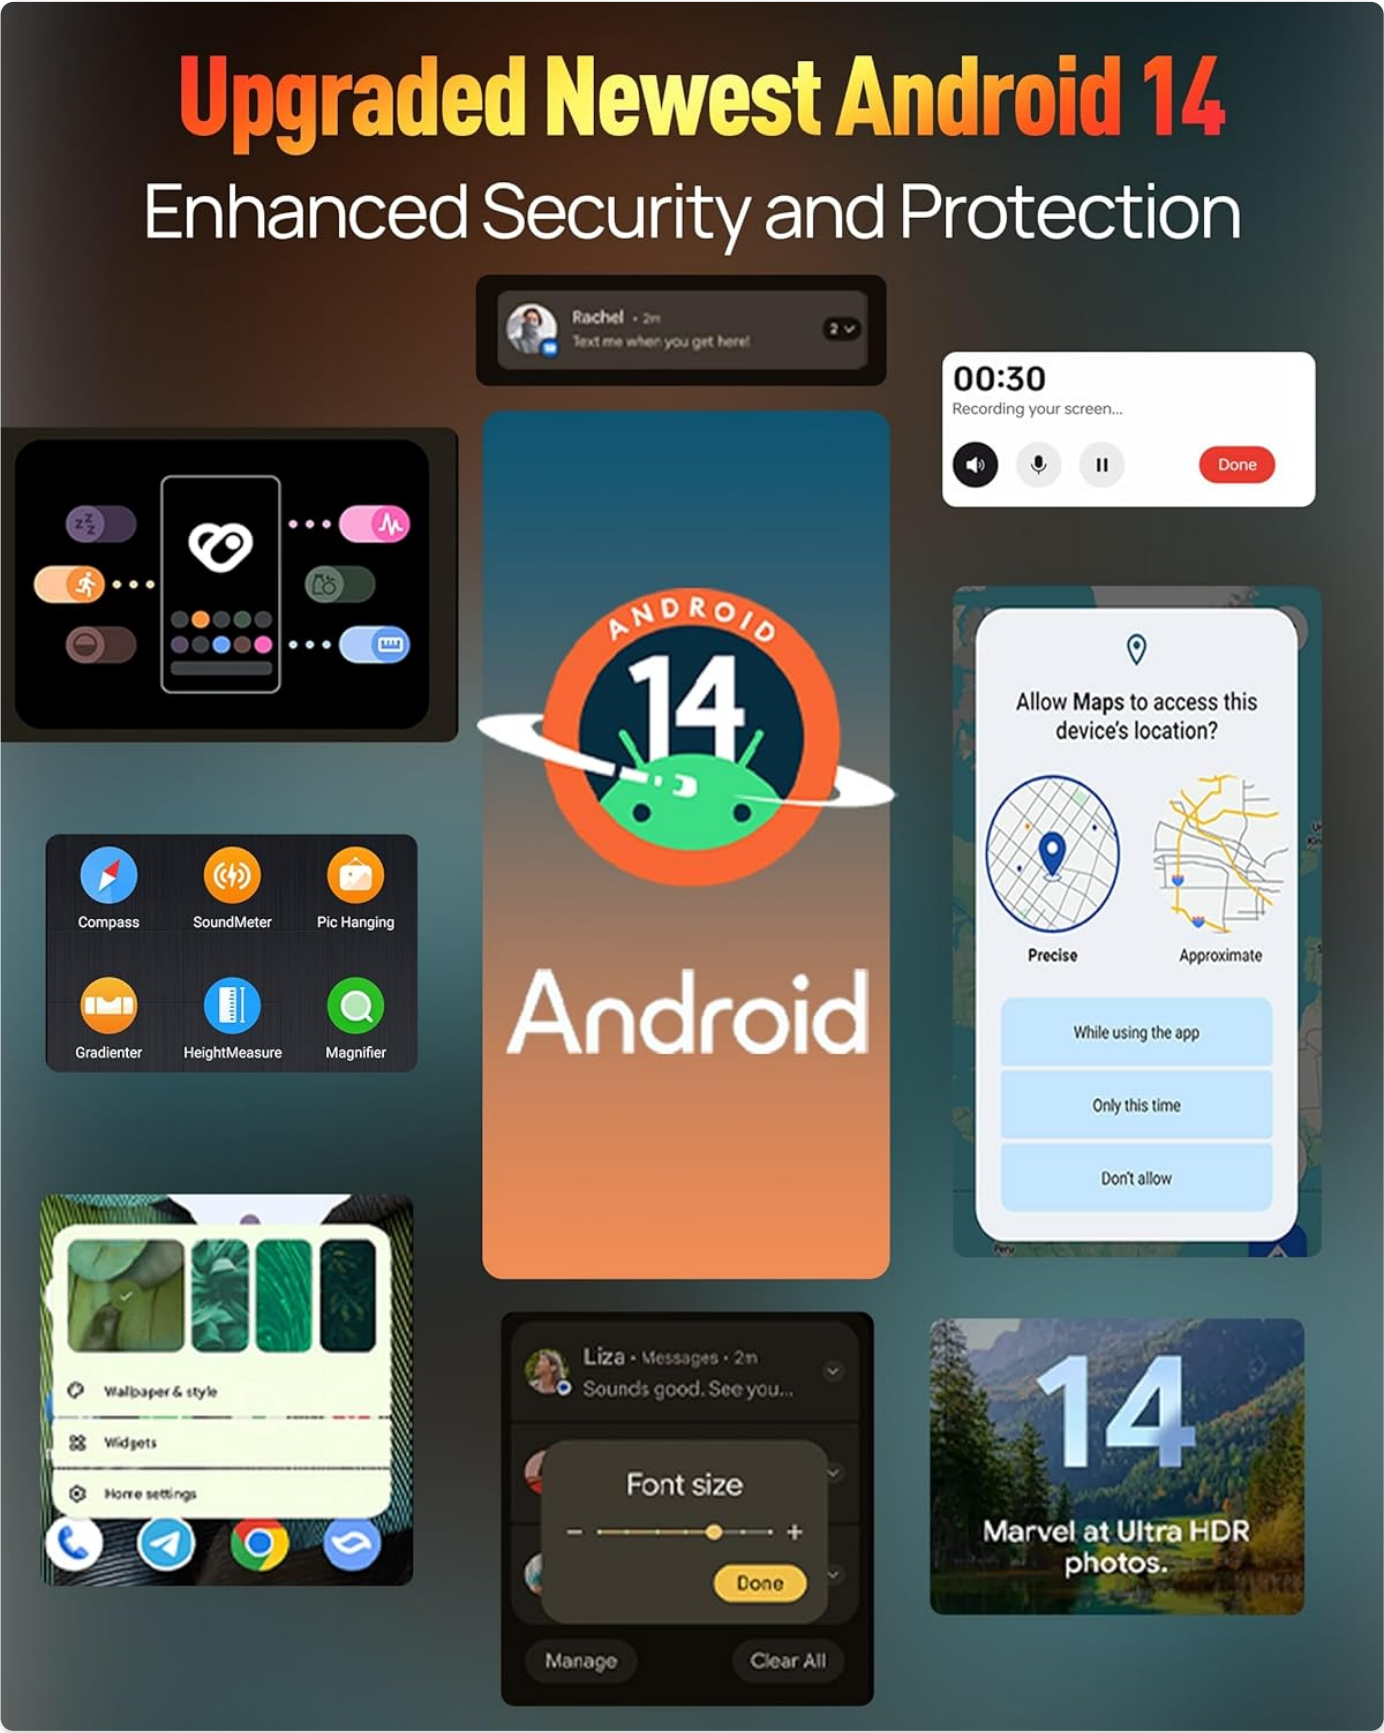 Upgraded Newest Android 14
Enhanced Security and Protection
Rachel • 2m
Text me when you get here!
2
00:30
Recording your screen...
Done
zzz
ANDROID
14
Android
Allow Maps to access this
device's location?
Precise
Approximate
While using the app
Only this time
Don't allow
Peru
Compass
SoundMeter
Pic Hanging
Gradienter
HeightMeasure
Magnifier
Wallpaper & style
Widgets
Home settings
Liza • Messages • 2m
Sounds good. See you...
Font size
− +
Done
Manage
Clear All
14
Marvel at Ultra HDR
photos.